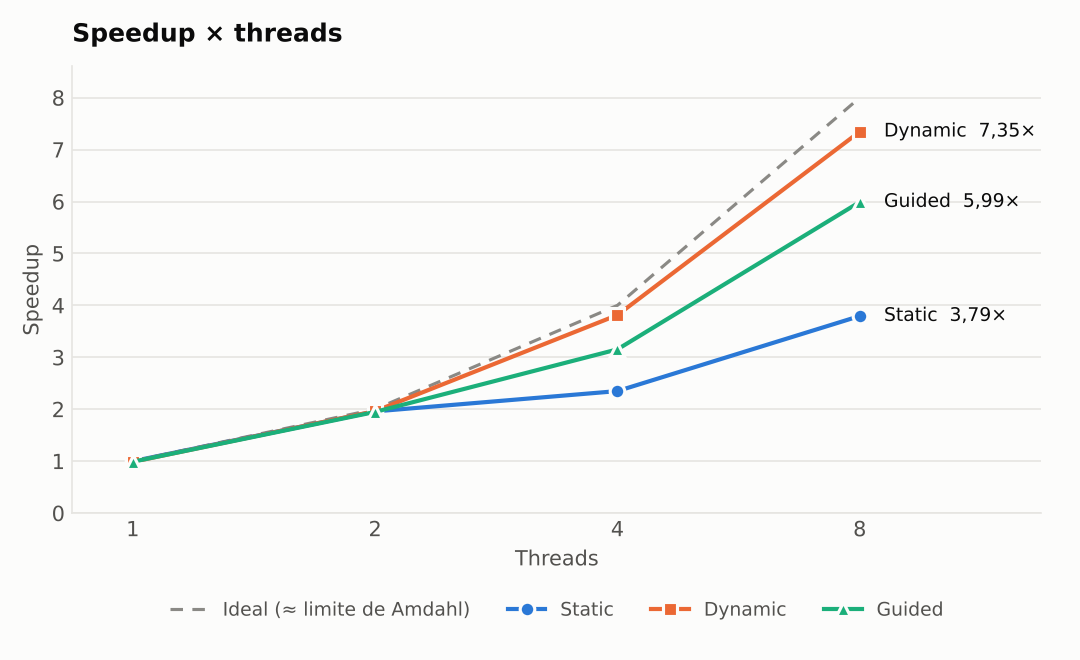 Speedup × threads
8
7
6
5
4
3
2
1
0
Speedup
Dynamic 7,35×
Guided 5,99×
Static 3,79×
1 2 4 8
Threads
Ideal (≈ limite de Amdahl) Static Dynamic Guided